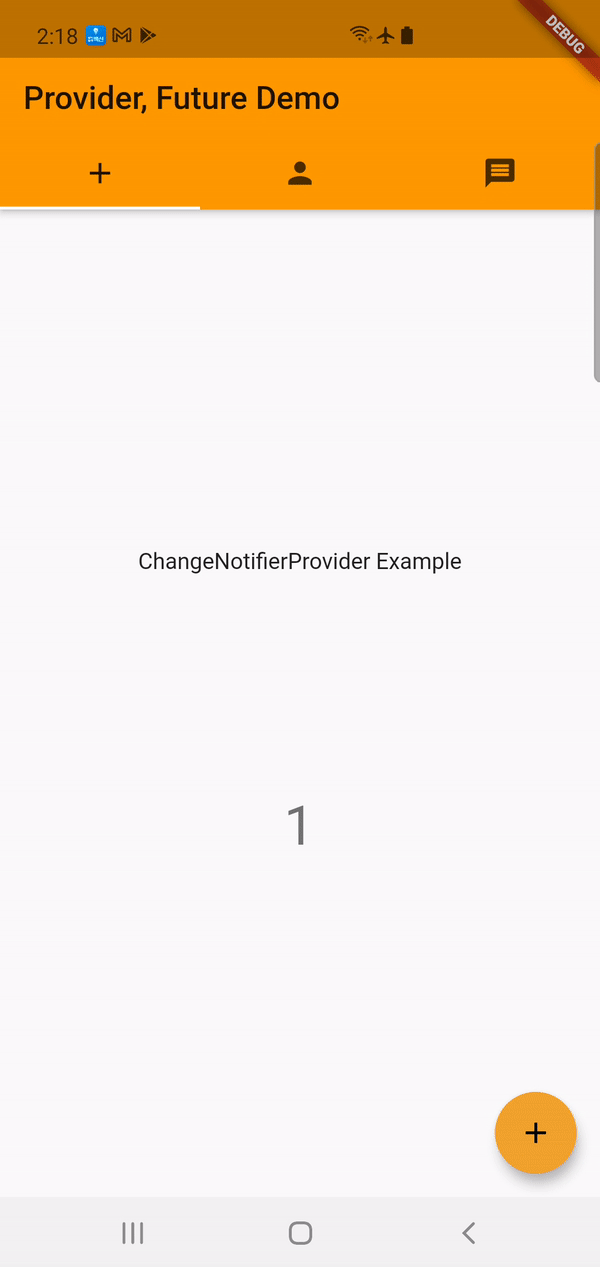 2:18
DEBUG
Provider, Future Demo
ChangeNotifierProvider Example
1